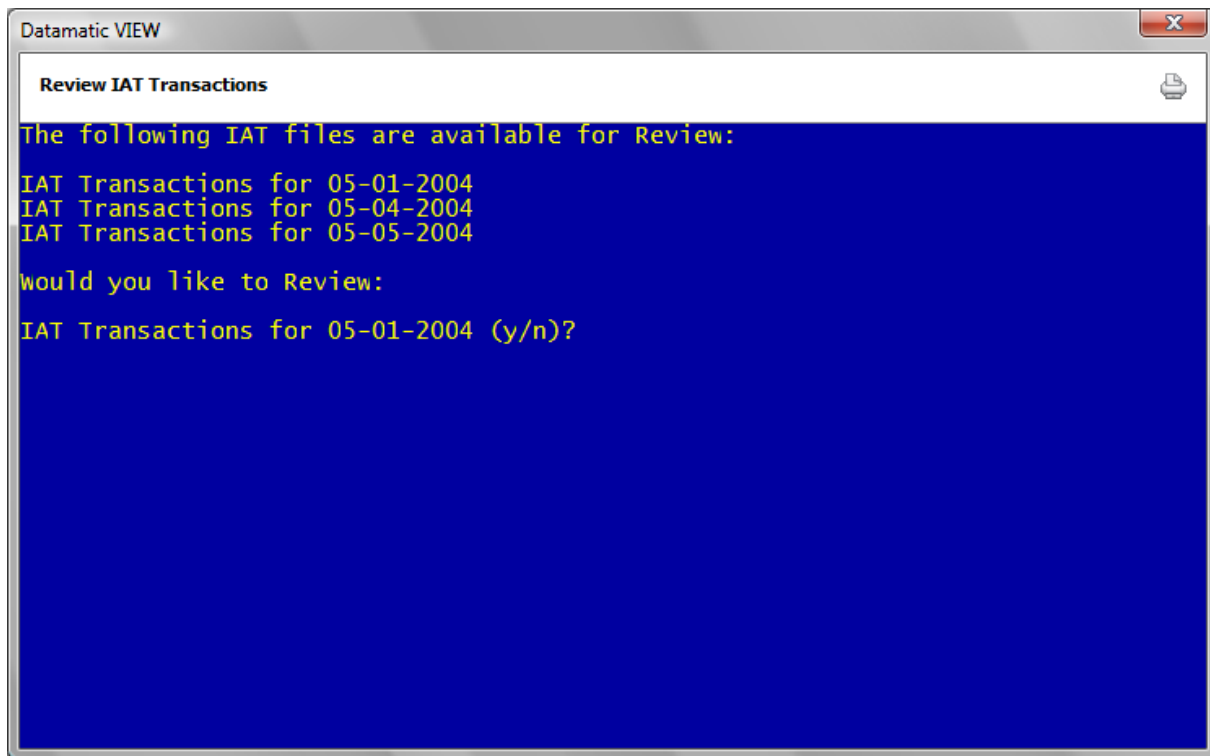 Datamatic VIEW
Review IAT Transactions
The following IAT files are available for Review:
IAT Transactions for 05-01-2004
IAT Transactions for 05-04-2004
IAT Transactions for 05-05-2004
Would you like to Review:
IAT Transactions for 05-01-2004 (y/n)?